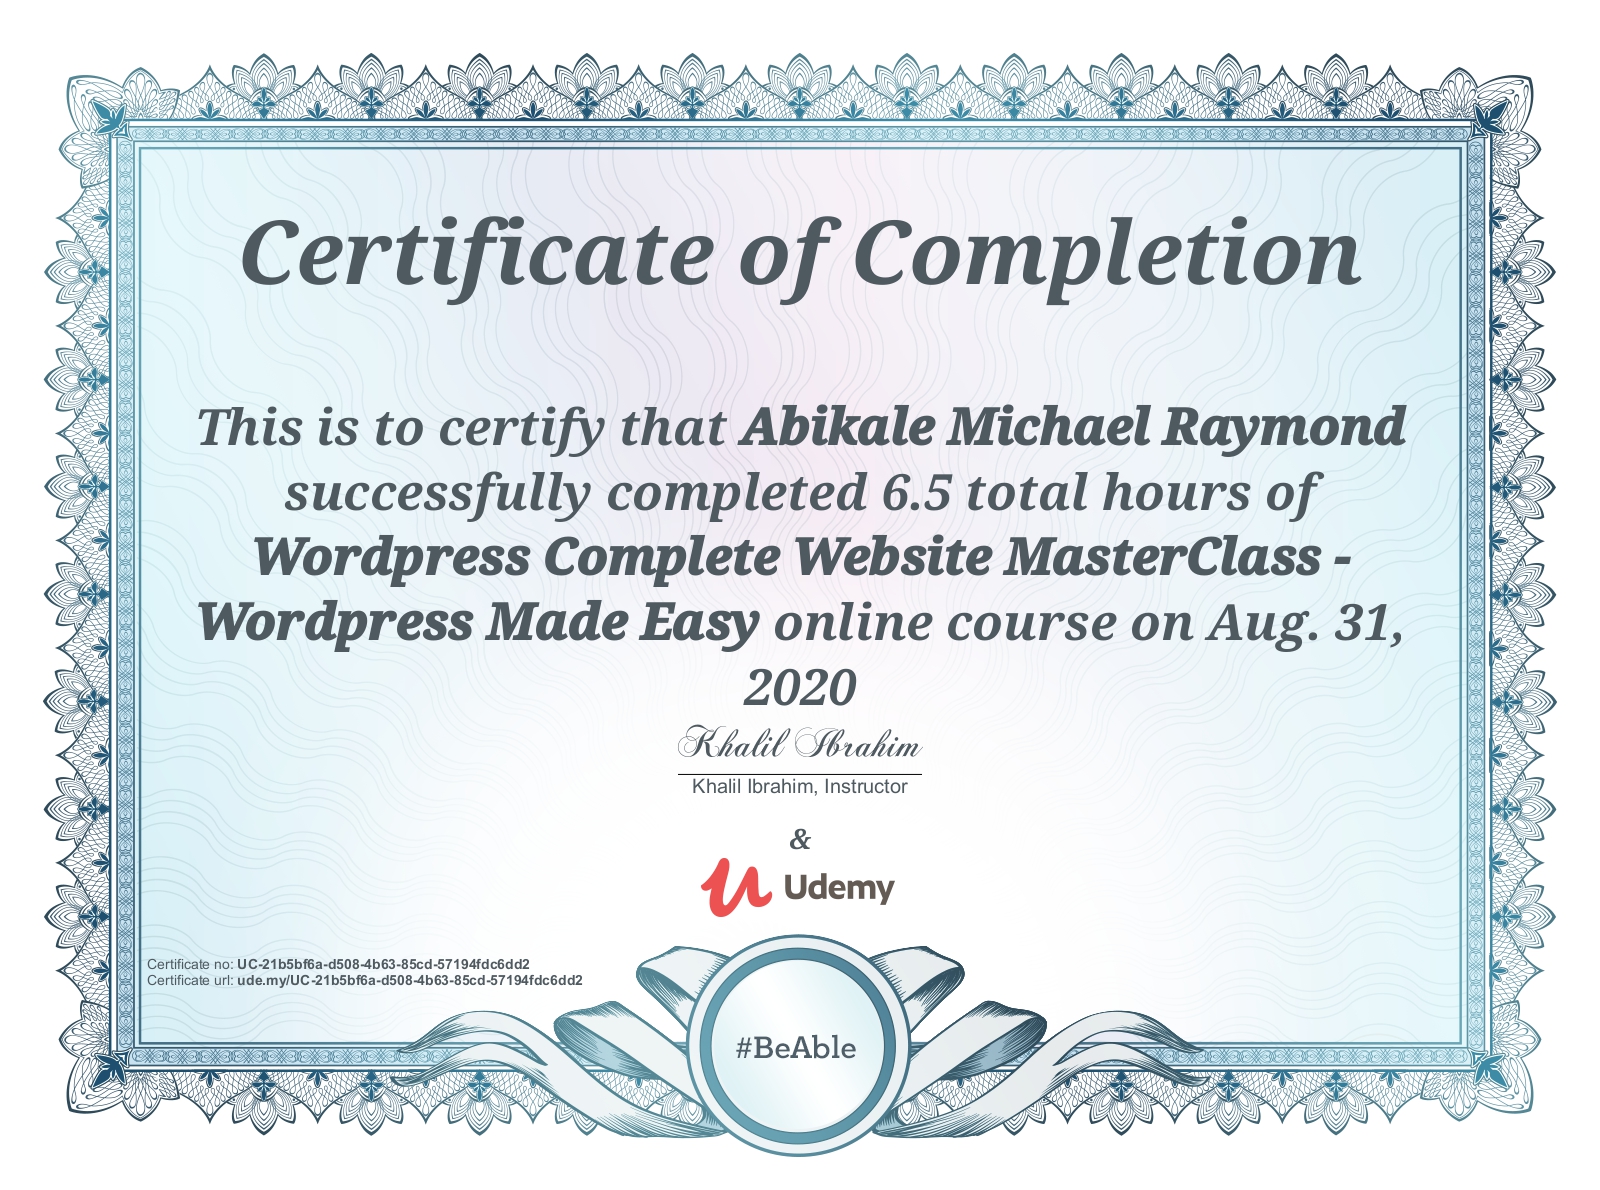 Certificate of Completion
This is to certify that Abikale Michael Raymond
successfully completed 6.5 total hours of
Wordpress Complete Website MasterClass -
Wordpress Made Easy online course on Aug. 31,
2020
Khalil Ibrahim
Khalil Ibrahim, Instructor
&
Udemy
Certificate no: UC-21b5bf6a-d508-4b63-85cd-57194fdc6dd2
Certificate url: ude.my/UC-21b5bf6a-d508-4b63-85cd-57194fdc6dd2
#BeAble